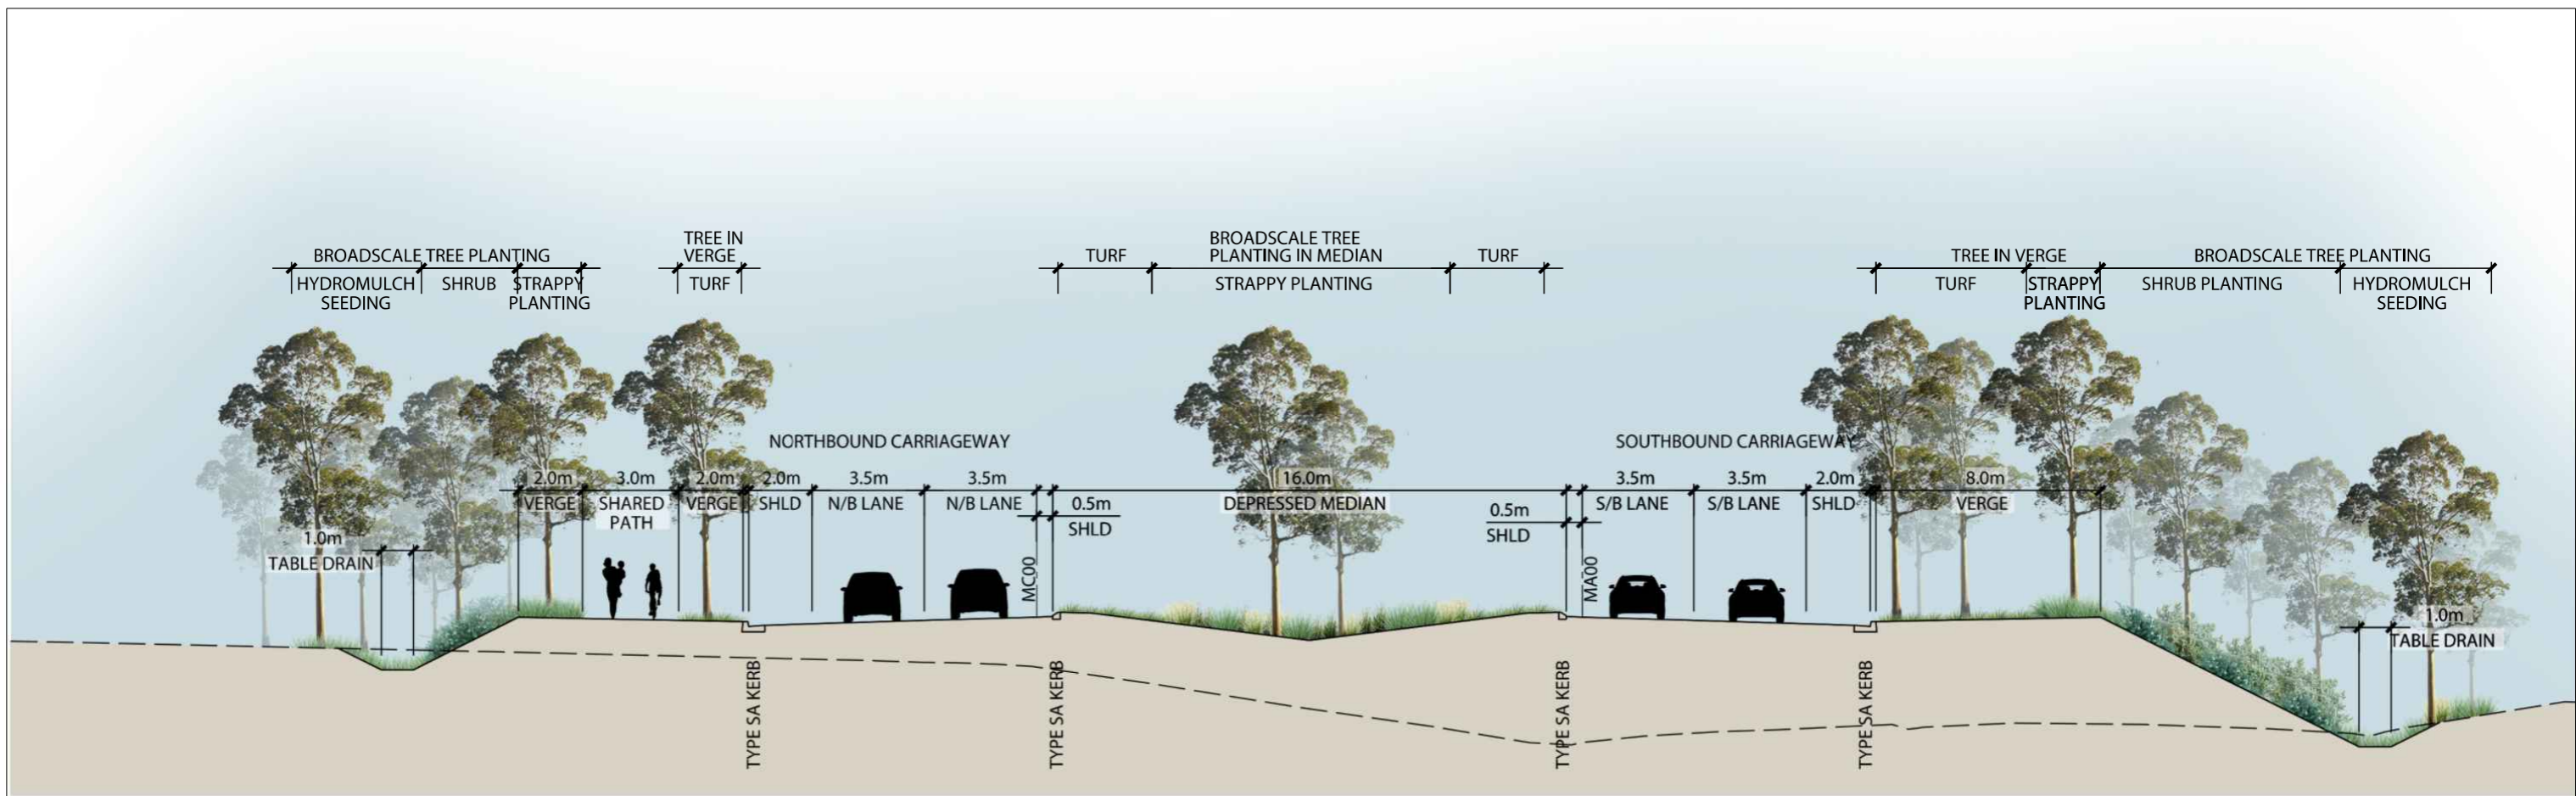 BROADSCALE TREE PLANTING
HYDROMULCH
SEEDING
SHRUB
STRAPPY
PLANTING
TREE IN
VERGE
TURF
TURF
BROADSCALE TREE
PLANTING IN MEDIAN
STRAPPY PLANTING
TURF
TREE IN VERGE
TURF
STRAPPY
PLANTING
BROADSCALE TREE PLANTING
SHRUB PLANTING
HYDROMULCH
SEEDING
NORTHBOUND CARRIAGEWAY
SOUTHBOUND CARRIAGEWAY
1.0m
TABLE DRAIN
2.0m
VERGE
3.0m
SHARED
PATH
2.0m
VERGE
2.0m
SHLD
3.5m
N/B LANE
3.5m
N/B LANE
MC00
0.5m
SHLD
16.0m
DEPRESSED MEDIAN
0.5m
SHLD
MA00
3.5m
S/B LANE
3.5m
S/B LANE
2.0m
SHLD
8.0m
VERGE
1.0m
TABLE DRAIN
TYPE SA KERB
TYPE SA KERB
TYPE SA KERB
TYPE SA KERB